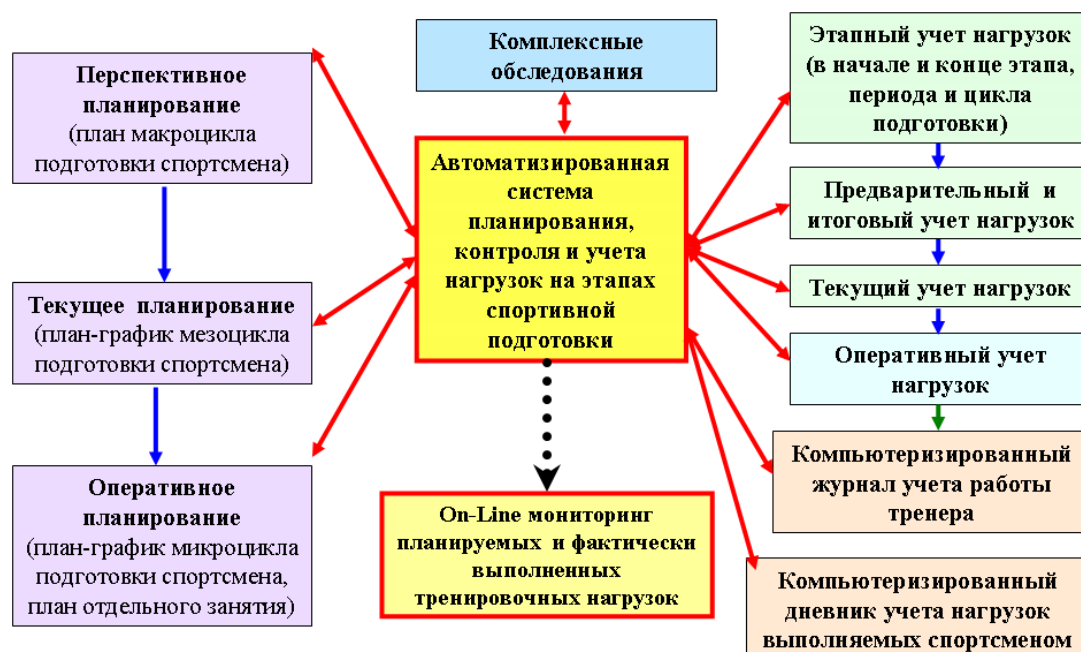 Перспективное
планирование
(план макроцикла
подготовки спортсмена)
Текущее планирование
(план-график мезоцикла
подготовки спортсмена)
Оперативное
планирование
(план-график микроцикла
подготовки спортсмена,
план отдельного занятия)
Комплексные
обследования
Автоматизированная
система
планирования,
контроля и учета
нагрузок на этапах
спортивной
подготовки
On-Line мониторинг
планируемых и фактически
выполненных
тренировочных нагрузок
Этапный учет нагрузок
(в начале и конце этапа,
периода и цикла
подготовки)
Предварительный и
итоговый учет нагрузок
Текущий учет нагрузок
Оперативный учет
нагрузок
Компьютеризированный
журнал учета работы
тренера
Компьютеризированный
дневник учета нагрузок
выполняемых спортсменом